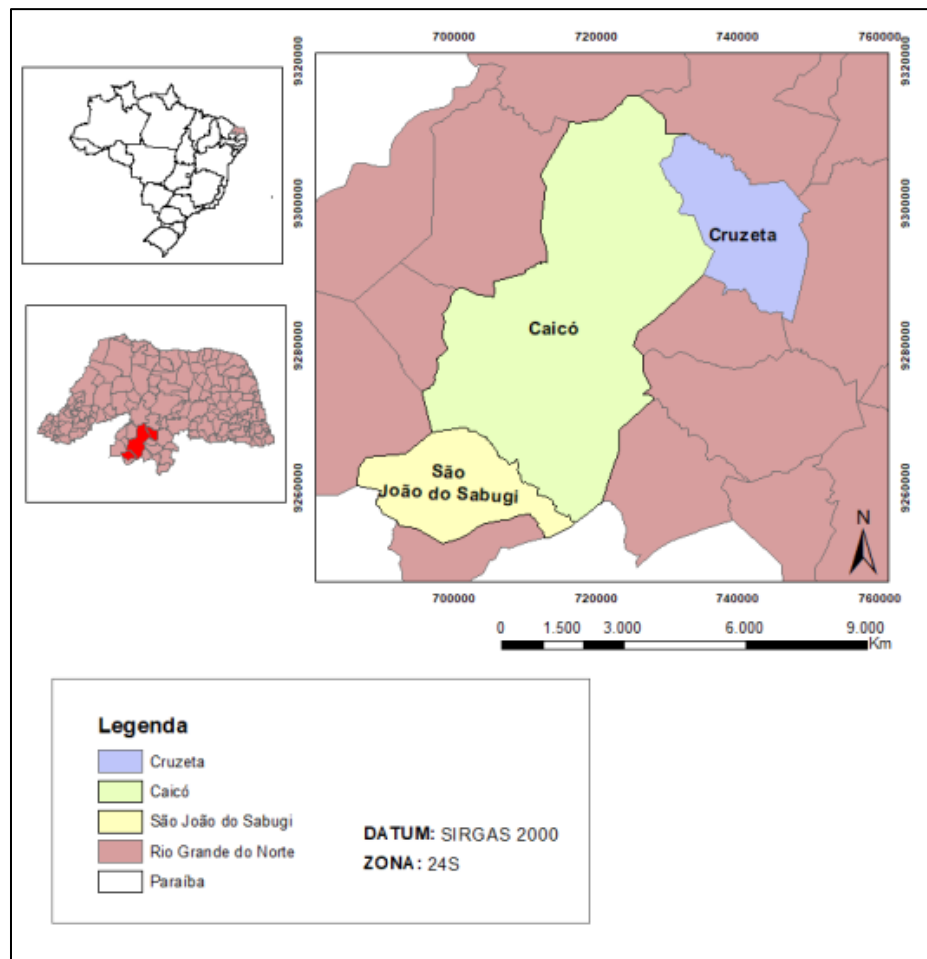 700000 720000 740000 760000
9320000
9320000
9300000
9300000
9280000
9280000
9260000
9260000
Cruzeta
Caicó
São
João do Sabugi
N
700000 720000 740000 760000
0 1.500 3.000 6.000 9.000
Km
Legenda
Cruzeta
Caicó
São João do Sabugi
Rio Grande do Norte
Paraíba
DATUM: SIRGAS 2000
ZONA: 24S